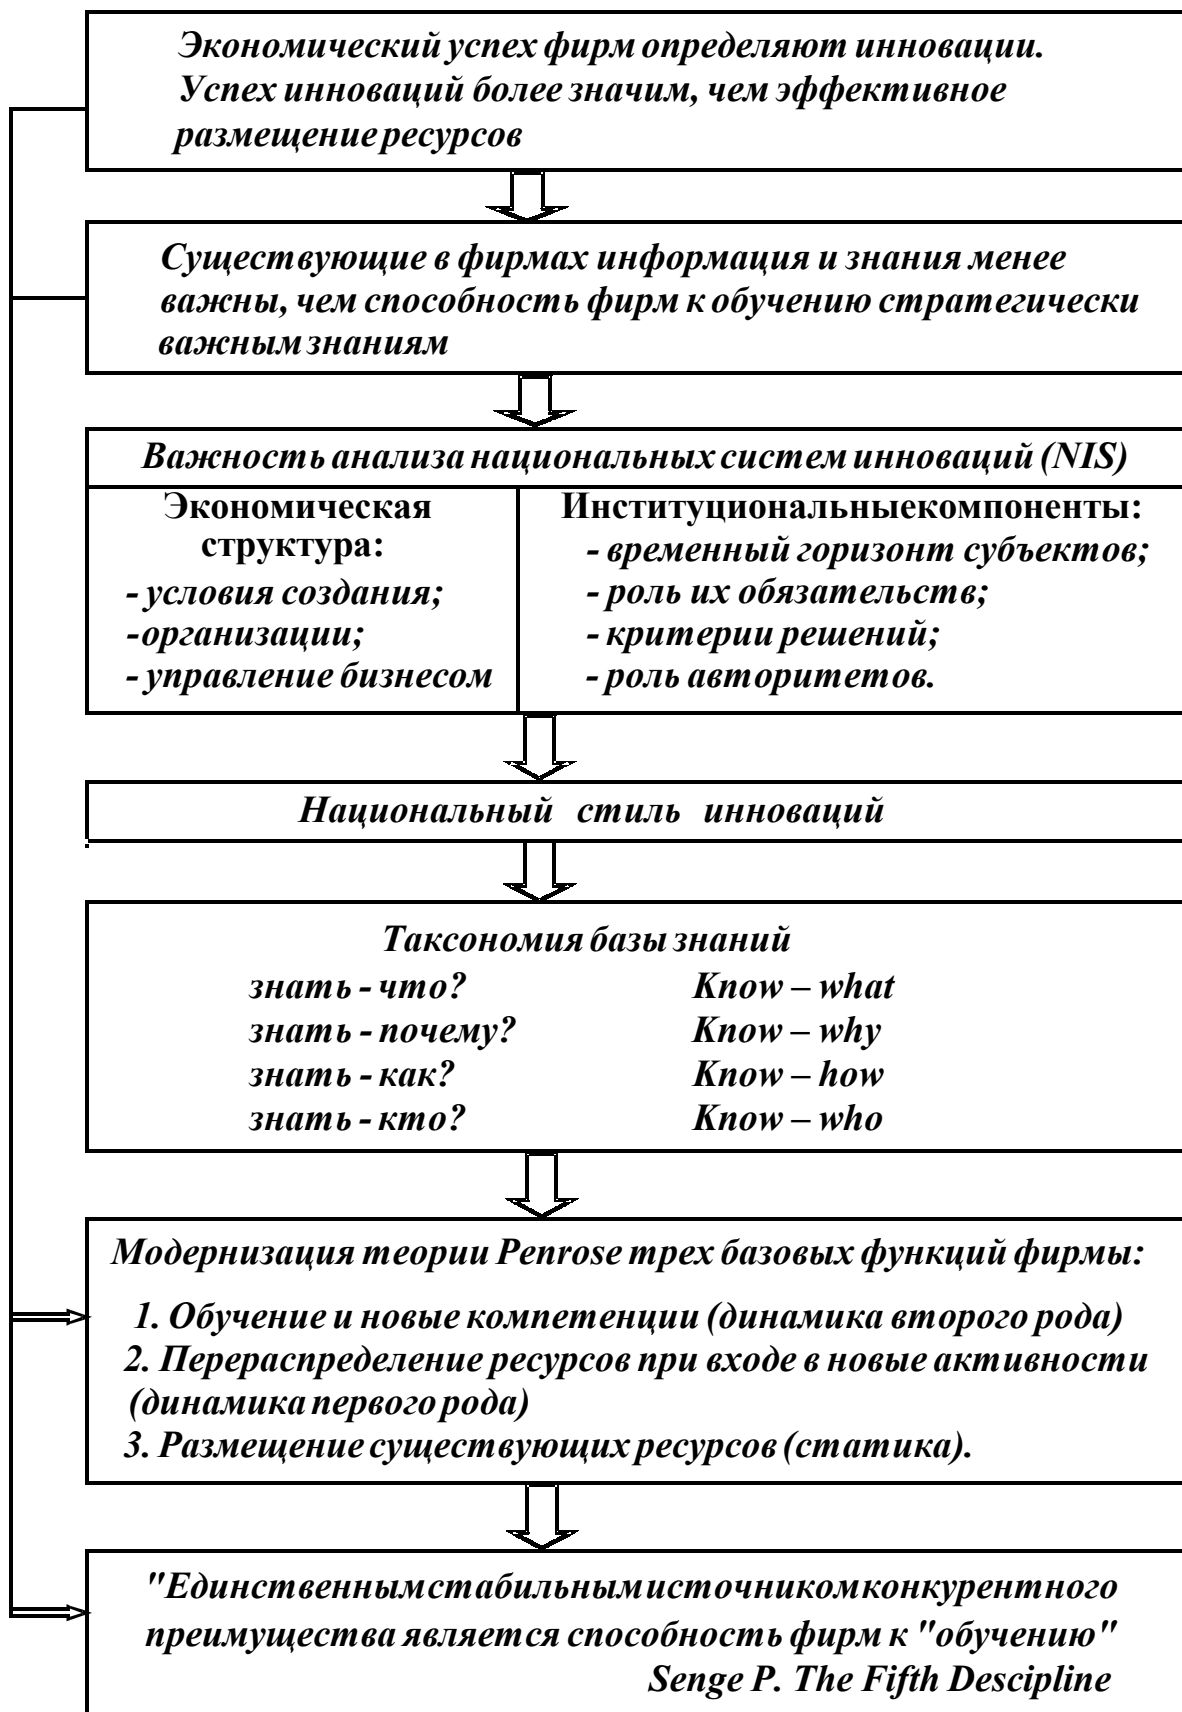 Экономический успех фирм определяют инновации.
Успех инноваций более значим, чем эффективное
размещение ресурсов
Существующие в фирмах информация и знания менее
важны, чем способность фирм к обучению стратегически
важным знаниям
Важность анализа национальных систем инноваций (NIS)
Экономическая
структура:
- условия создания;
-организации;
- управление бизнесом
Институциональныекомпоненты:
- временный горизонт субъектов;
- роль их обязательств;
- критерии решений;
- роль авторитетов.
Национальный стиль инноваций
Таксономия базы знаний
знать - что? Know – what
знать - почему? Know – why
знать - как? Know – how
знать - кто? Know – who
Модернизация теории Penrose трех базовых функций фирмы:
1. Обучение и новые компетенции (динамика второго рода)
2. Перераспределение ресурсов при входе в новые активности
(динамика первого рода)
3. Размещение существующих ресурсов (статика).
"Единственным стабильным источником конкурентного
преимущества является способность фирм к "обучению"
Senge P. The Fifth Descipline